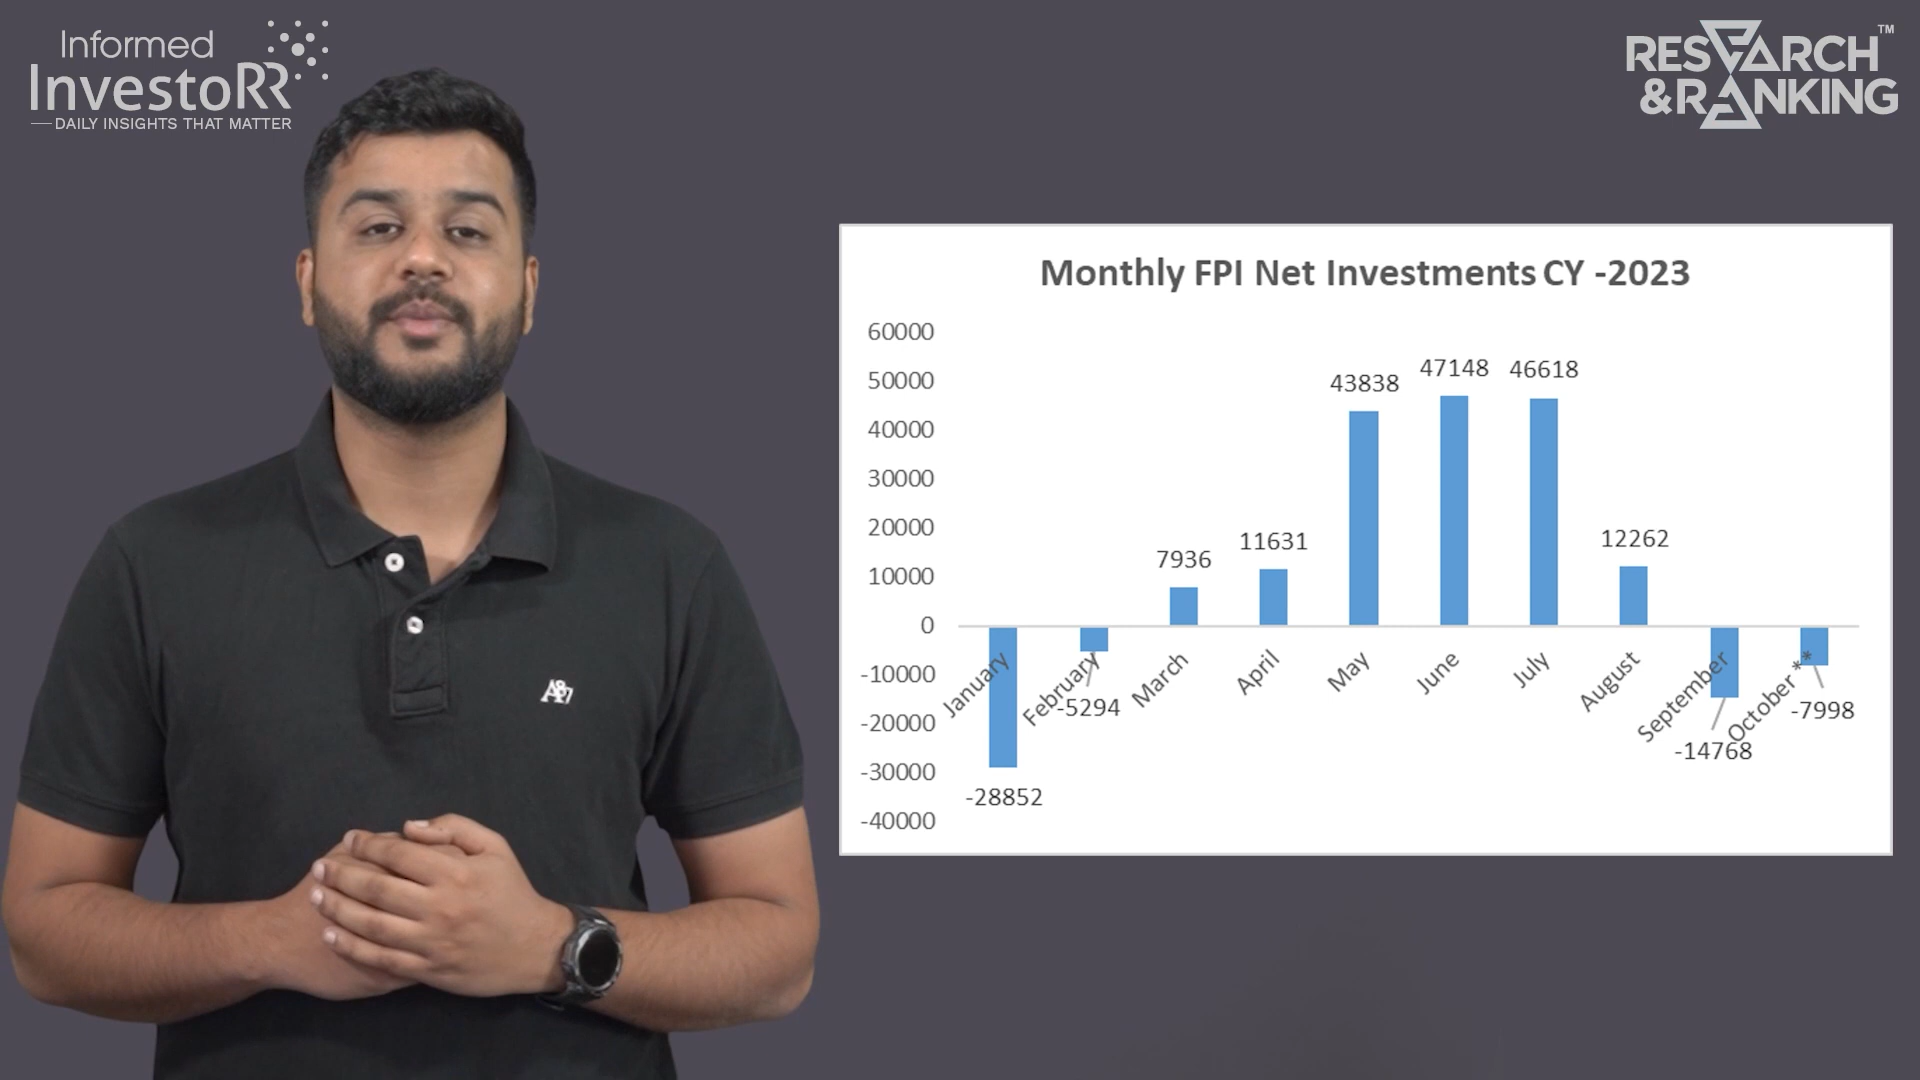 Informed
InvestoRR
DAILY INSIGHTS THAT MATTER
RESEARCH™
&RANKING
Monthly FPI Net Investments CY -2023
60000
50000
40000
30000
20000
10000
0
-10000
-20000
-30000
-40000
-28852
-5294
7936
11631
43838
47148
46618
12262
-14768
-7998
January
February
March
April
May
June
July
August
September
October **
A87